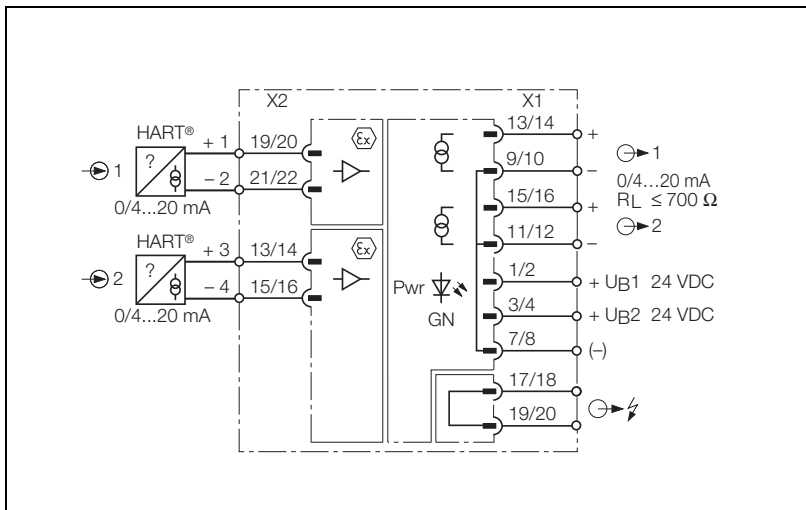 X2 X1
HART®
+ 1 19/20
?
1
– 2 21/22
0/4...20 mA
HART®
+ 3 13/14
?
2
– 4 15/16
0/4...20 mA
Ex
Ex
Pwr
GN
13/14 +
1
9/10 –
0/4...20 mA
RL ≤ 700 Ω
15/16 +
2
11/12 –
1/2 + UB1 24 VDC
3/4 + UB2 24 VDC
7/8 (–)
17/18
19/20